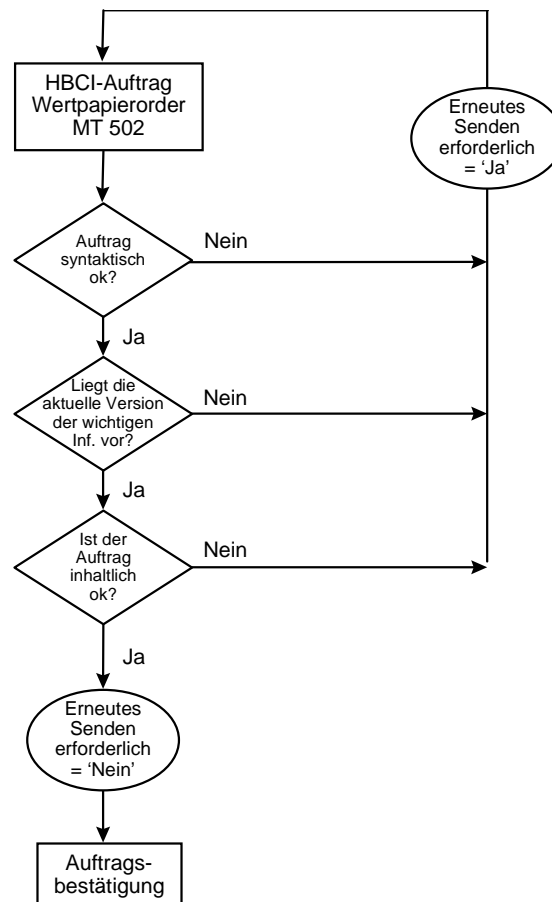 HBCI-Auftrag
Wertpapierorder
MT 502
Erneutes
Senden
erforderlich
= ‘Ja’
Auftrag
syntaktisch
ok?
Nein
Ja
Liegt die
aktuelle Version
der wichtigen
Inf. vor?
Nein
Ja
Ist der
Auftrag
inhaltlich
ok?
Nein
Ja
Erneutes
Senden
erforderlich
= ‘Nein’
Auftrags-
bestätigung